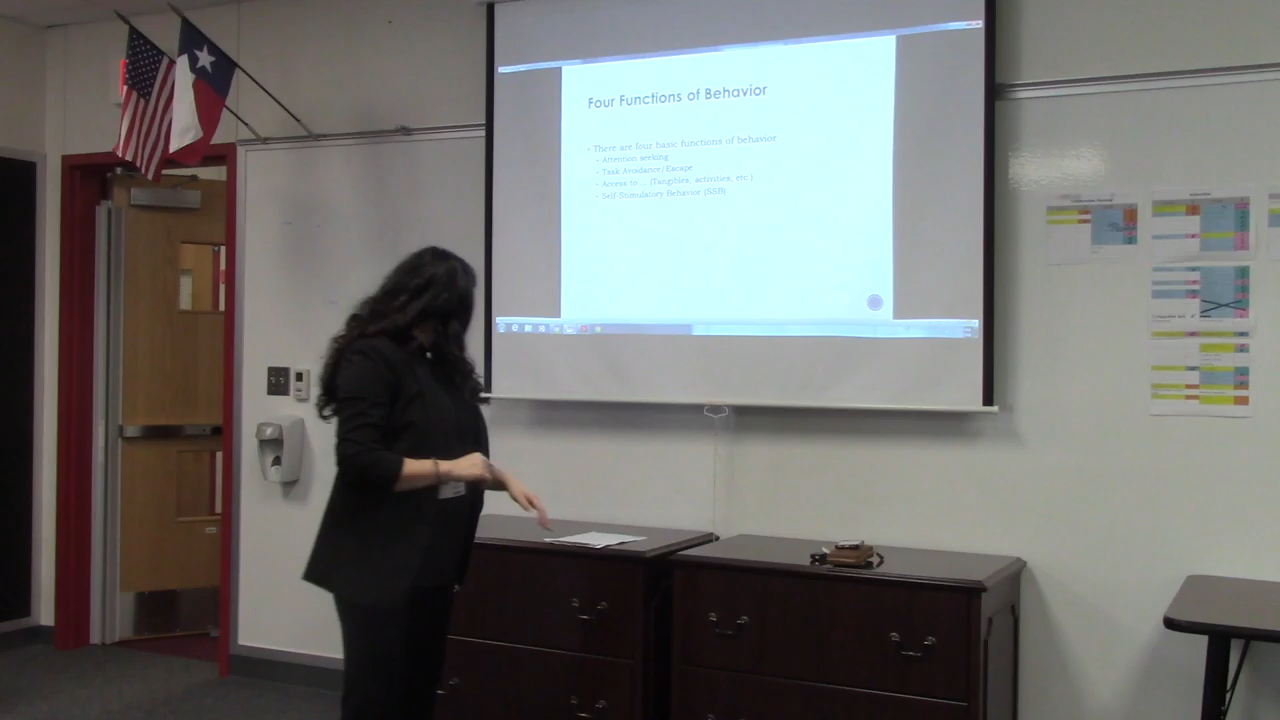 Four Functions of Behavior
• There are four basic functions of behavior
- Attention seeking
- Task Avoidance/Escape
- Access to ... (Tangibles, activities, etc.)
- Self-Stimulatory Behavior (SSB)